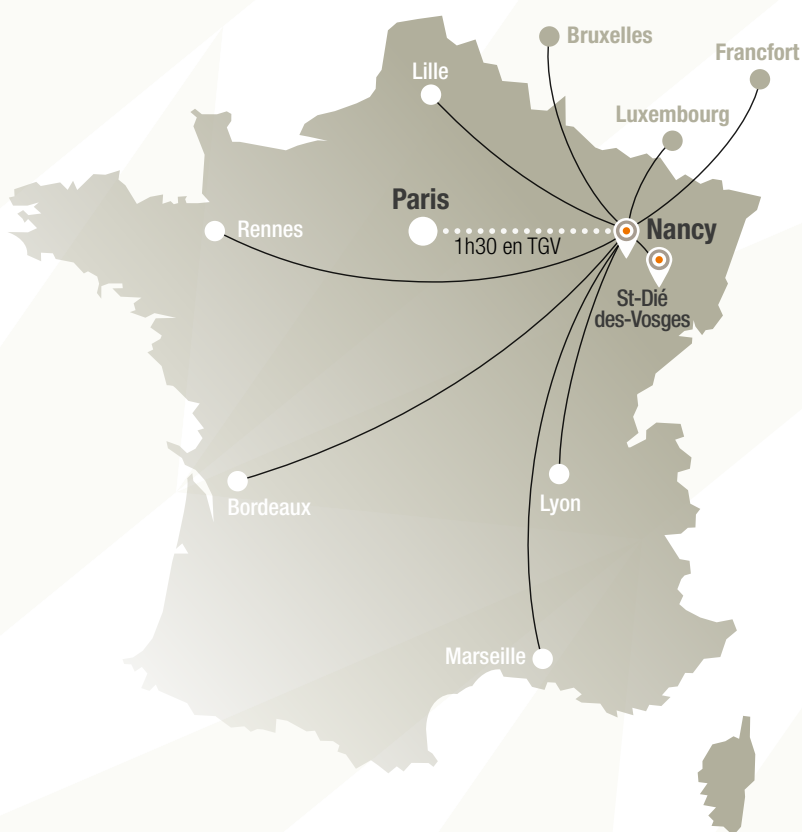 Bruxelles
Francfort
Lille
Luxembourg
Paris
Rennes
Nancy
1h30 en TGV
St-Dié
des-Vosges
Bordeaux
Lyon
Marseille